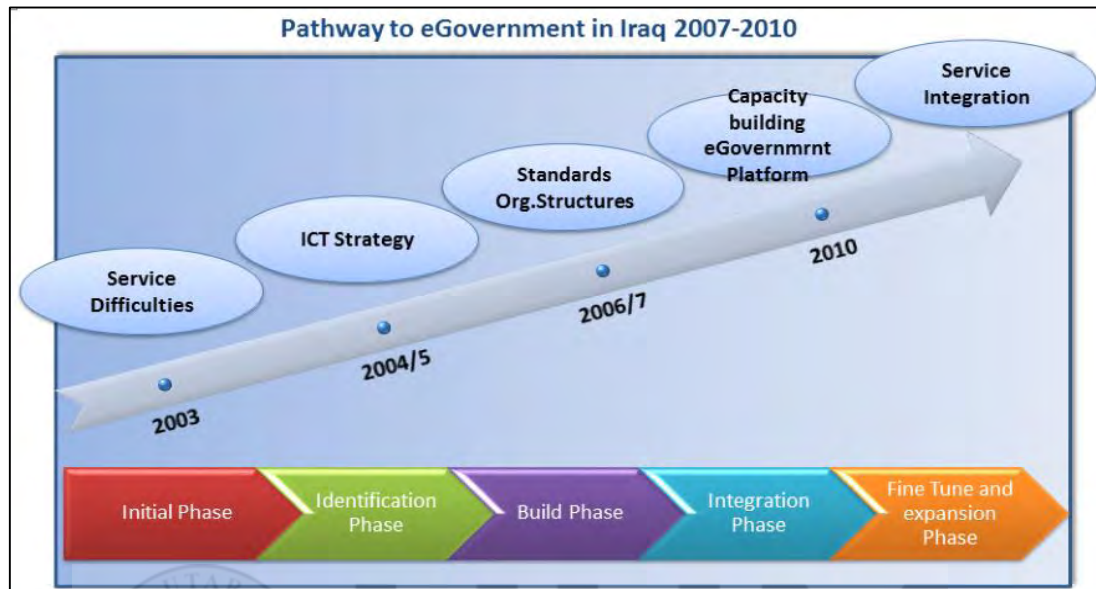 Pathway to eGovernment in Iraq 2007-2010
Service
Integration
Capacity
building
eGovernmrnt
Platform
Standards
Org.Structures
ICT Strategy
Service
Difficulties
2003
2004/5
2006/7
2010
Initial Phase
Identification
Phase
Build Phase
Integration
Phase
Fine Tune and
expansion
Phase
UTAR